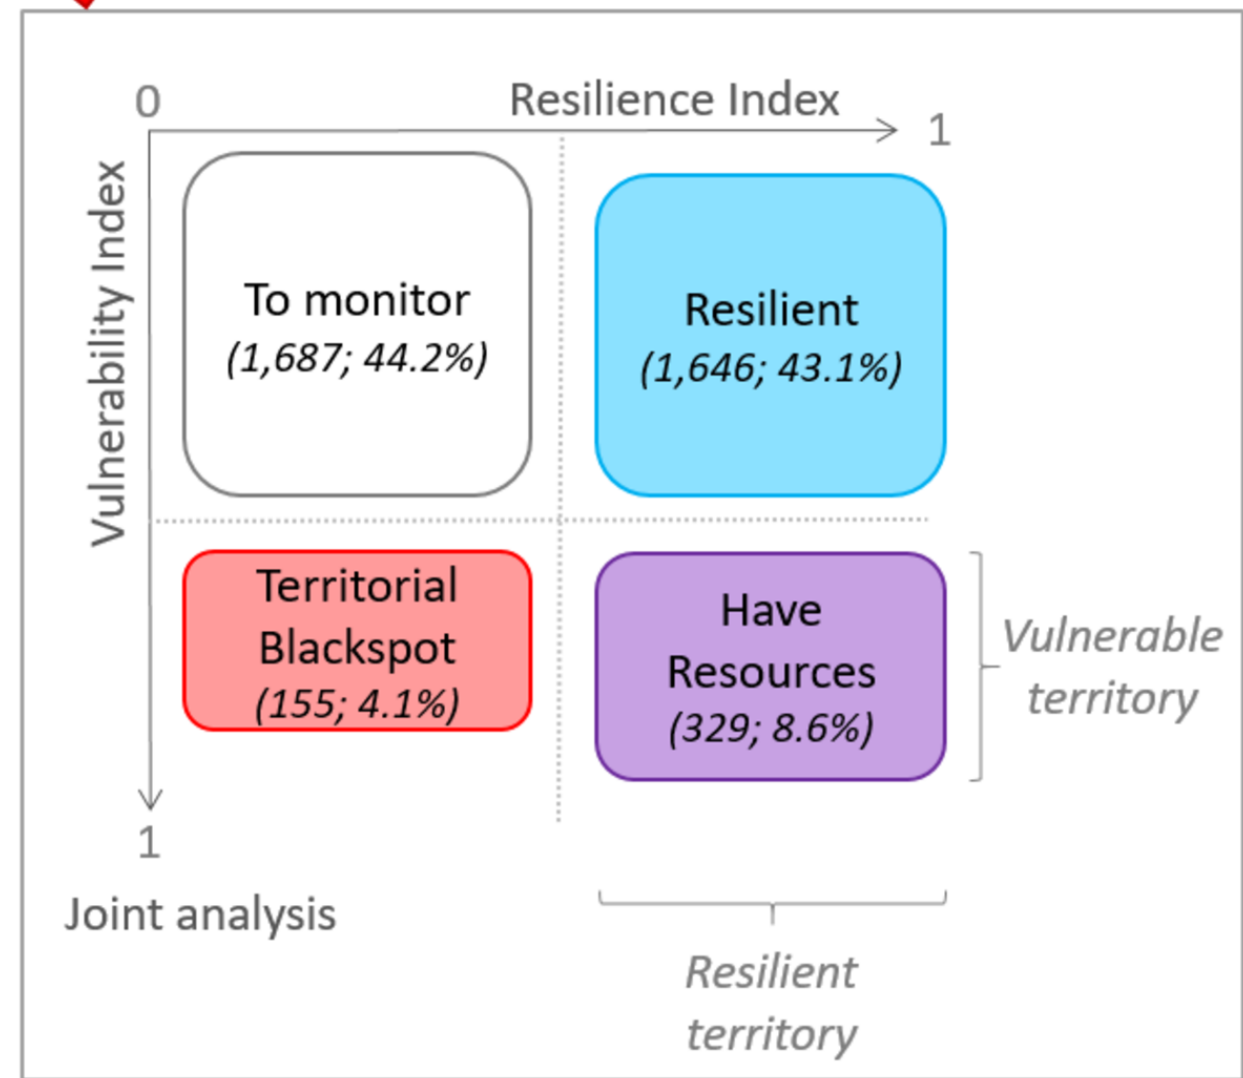 0
Resilience Index
1
Vulnerability Index
To monitor
(1,687; 44.2%)
Resilient
(1,646; 43.1%)
Territorial
Blackspot
(155; 4.1%)
Have
Resources
(329; 8.6%)
Vulnerable
territory
1
Joint analysis
Resilient
territory